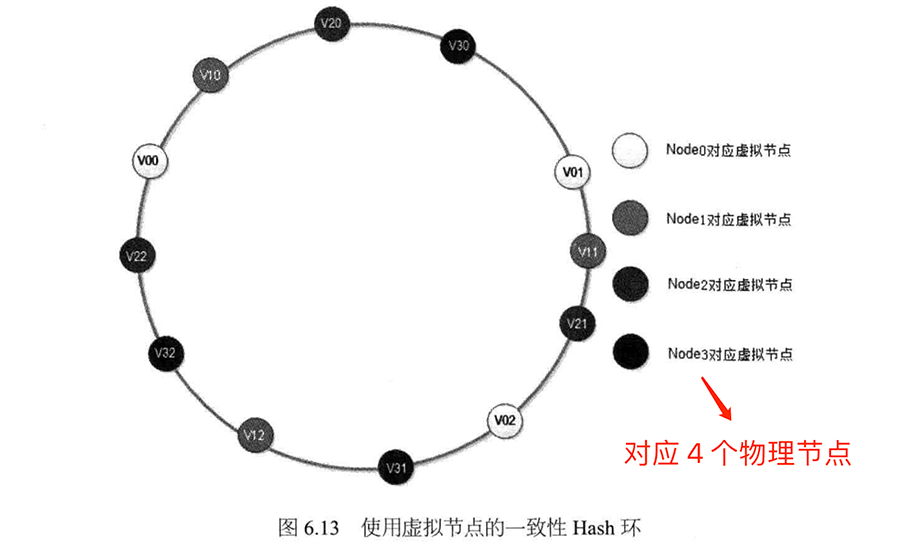 V20
V30
V10
V00
V01
Node0对应虚拟节点
Node1对应虚拟节点
V11
V22
Node2对应虚拟节点
V21
V32
Node3对应虚拟节点
V02
V12
对应 4 个物理节点
V31
图 6.13 使用虚拟节点的一致性 Hash 环